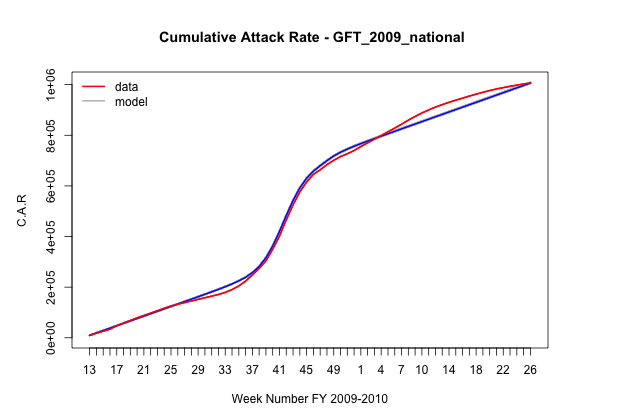 Cumulative Attack Rate - GFT_2009_national
data
model
C.A.R
1e+06
8e+05
6e+05
4e+05
2e+05
0e+00
13 17 21 25 29 33 37 41 45 49 1 4 7 10 14 18 22 26
Week Number FY 2009-2010